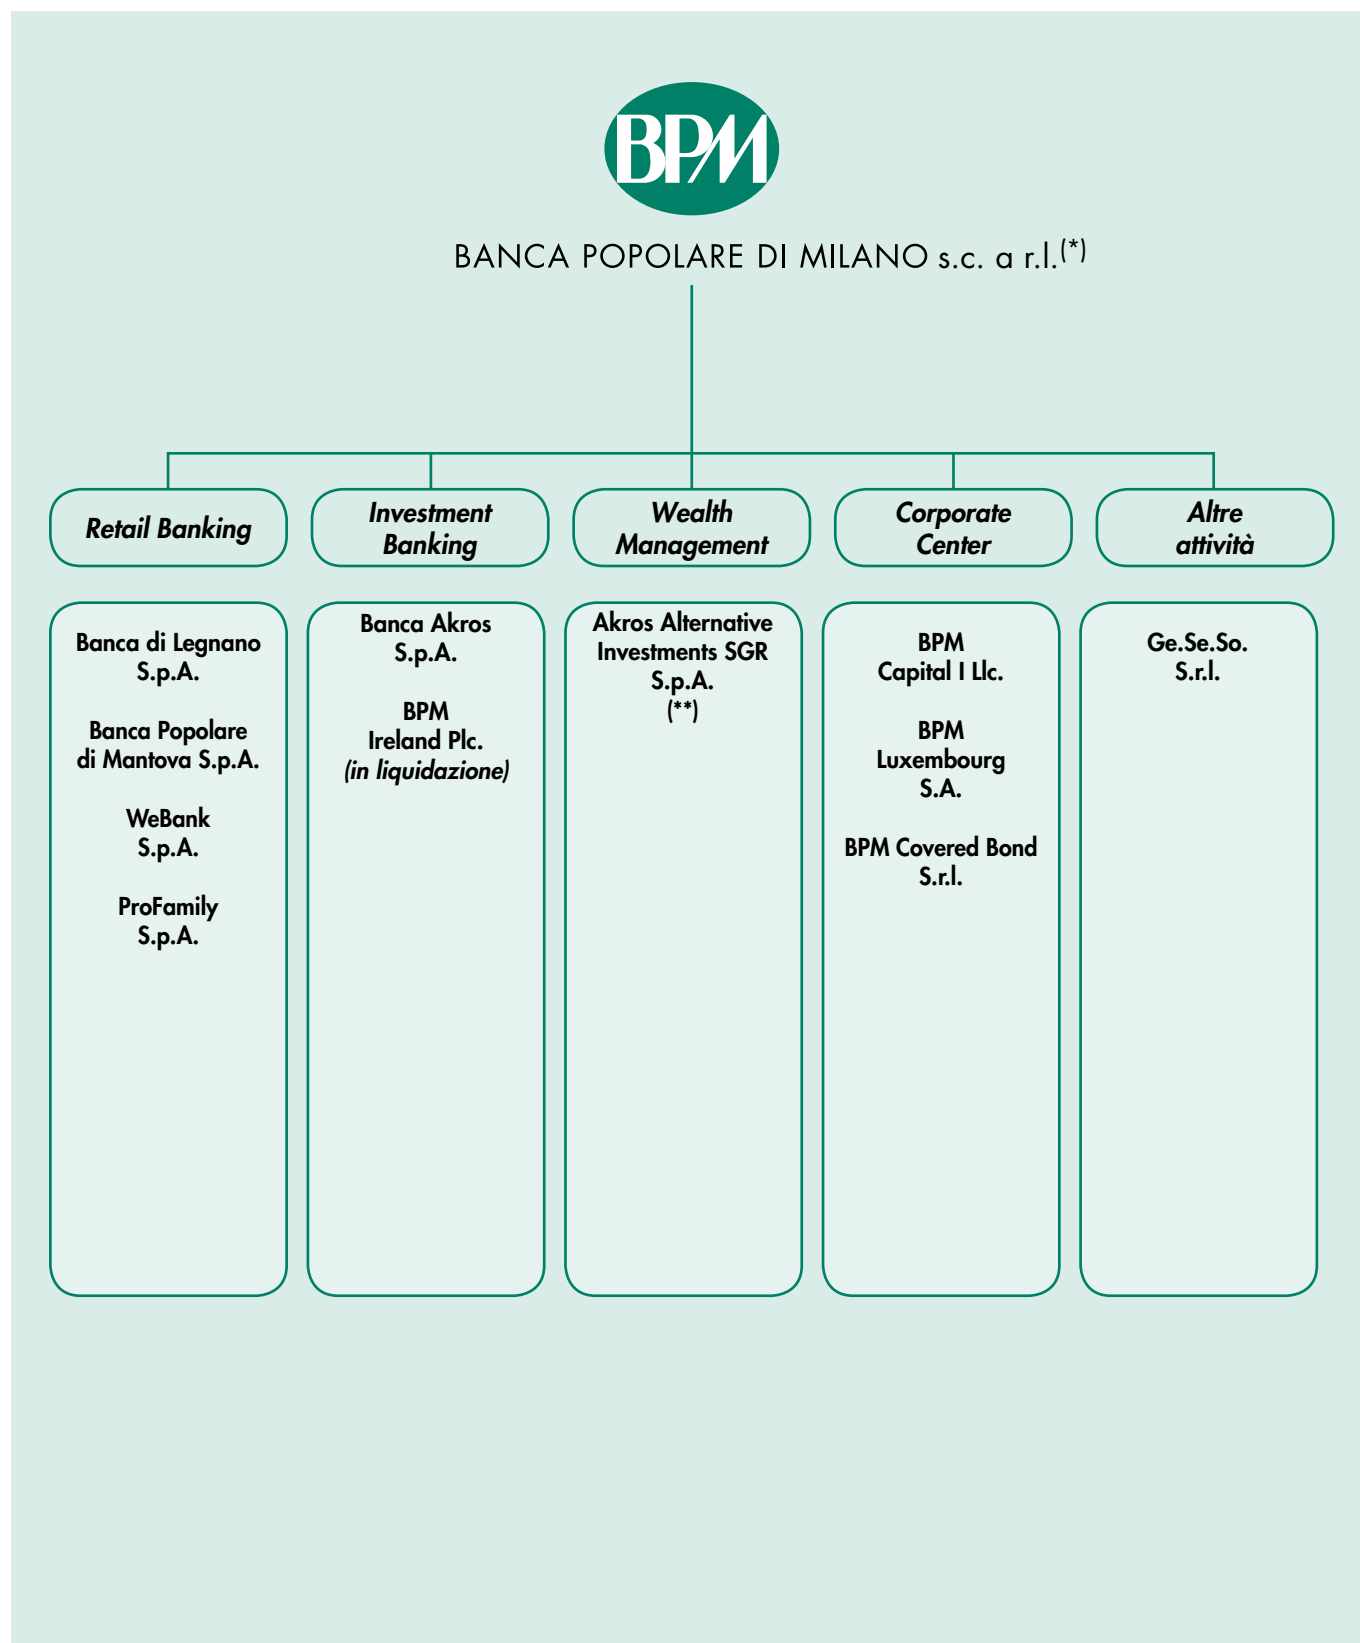 BPM
BANCA POPOLARE DI MILANO s.c. a r.l.(*)
Retail Banking
Investment
Banking
Wealth
Management
Corporate
Center
Altre
attività
Banca di Legnano
S.p.A.
Banca Popolare
di Mantova S.p.A.
WeBank
S.p.A.
ProFamily
S.p.A.
Banca Akros
S.p.A.
BPM
Ireland Plc.
(in liquidazione)
Akros Alternative
Investments SGR
S.p.A.
(**)
BPM
Capital I Llc.
BPM
Luxembourg
S.A.
BPM Covered Bond
S.r.l.
Ge.Se.So.
S.r.l.